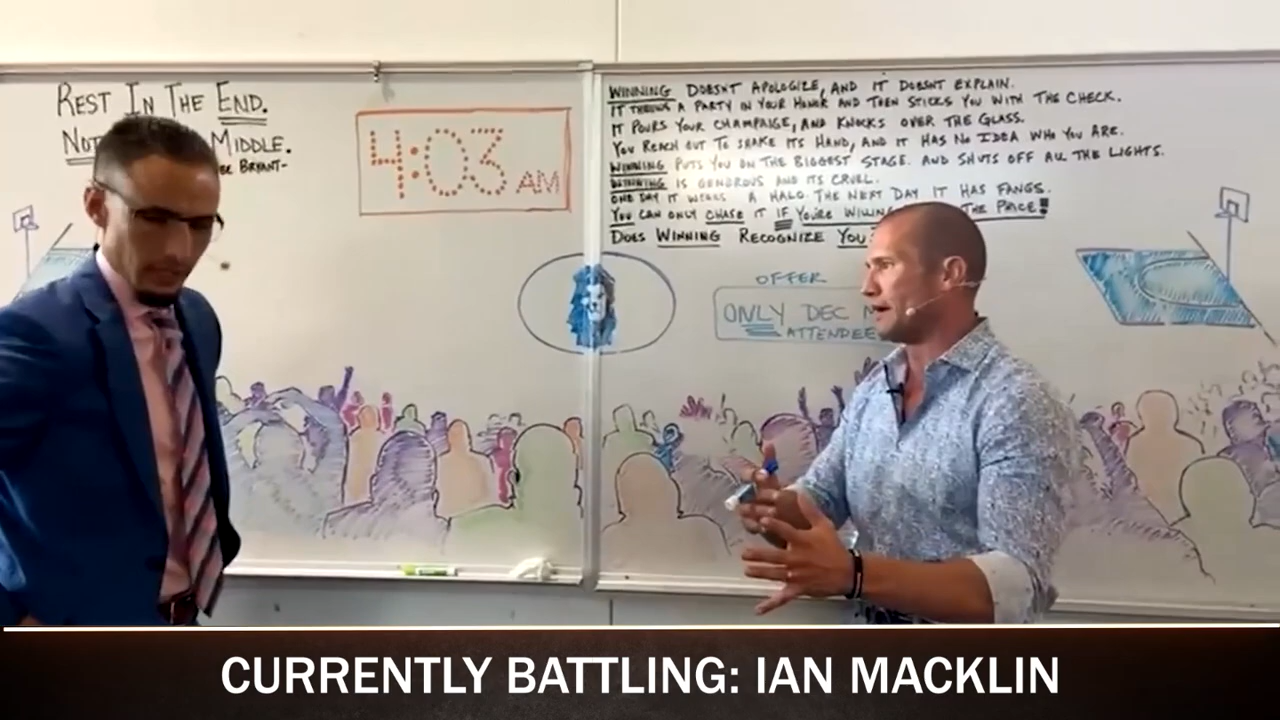 REST IN THE END.
NOT MIDDLE.
BRYANT-
4:03 AM
WINNING DOESN'T APOLOGIZE, AND IT DOESN'T EXPLAIN.
IT THROWS A PARTY IN YOUR HONOR AND THEN STICKS YOU WITH THE CHECK.
IT POURS YOUR CHAMPAIGE, AND KNOCKS OVER THE GLASS.
YOU REACH OUT TO SHAKE ITS HAND, AND IT HAS NO IDEA WHO YOU ARE.
WINNING PUTS YOU ON THE BIGGEST STAGE. AND SHUTS OFF ALL THE LIGHTS.
WINNING IS GENOROUS AND ITS CRUEL.
ONE DAY IT WEARS A HALO. THE NEXT DAY IT HAS FANGS.
YOU CAN ONLY CHASE IT IF YOU'RE WILLING THE PRICE!
DOES WINNING RECOGNIZE YOU
OFFER
ONLY DEC
ATTENDEE
CURRENTLY BATTLING: IAN MACKLIN